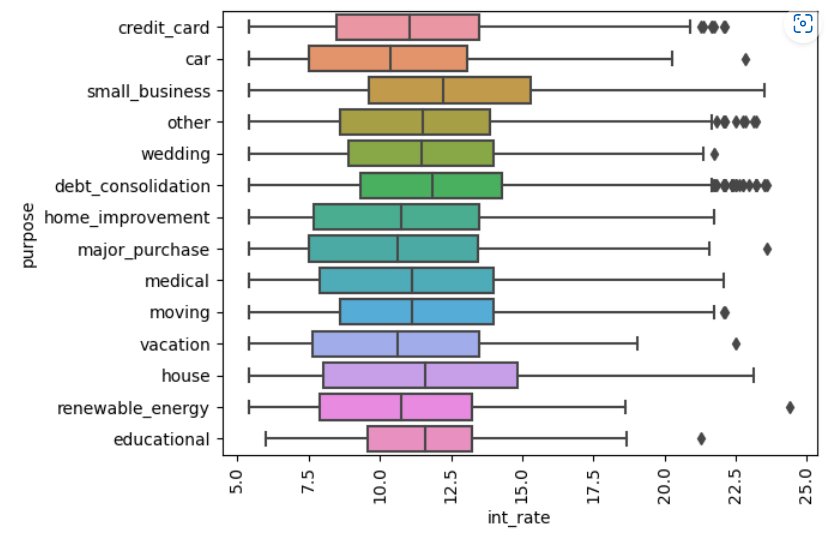 credit_card
car
small_business
other
wedding
debt_consolidation
home_improvement
major_purchase
medical
moving
vacation
house
renewable_energy
educational
purpose
5.0
7.5
10.0
12.5
15.0
17.5
20.0
22.5
25.0
int_rate